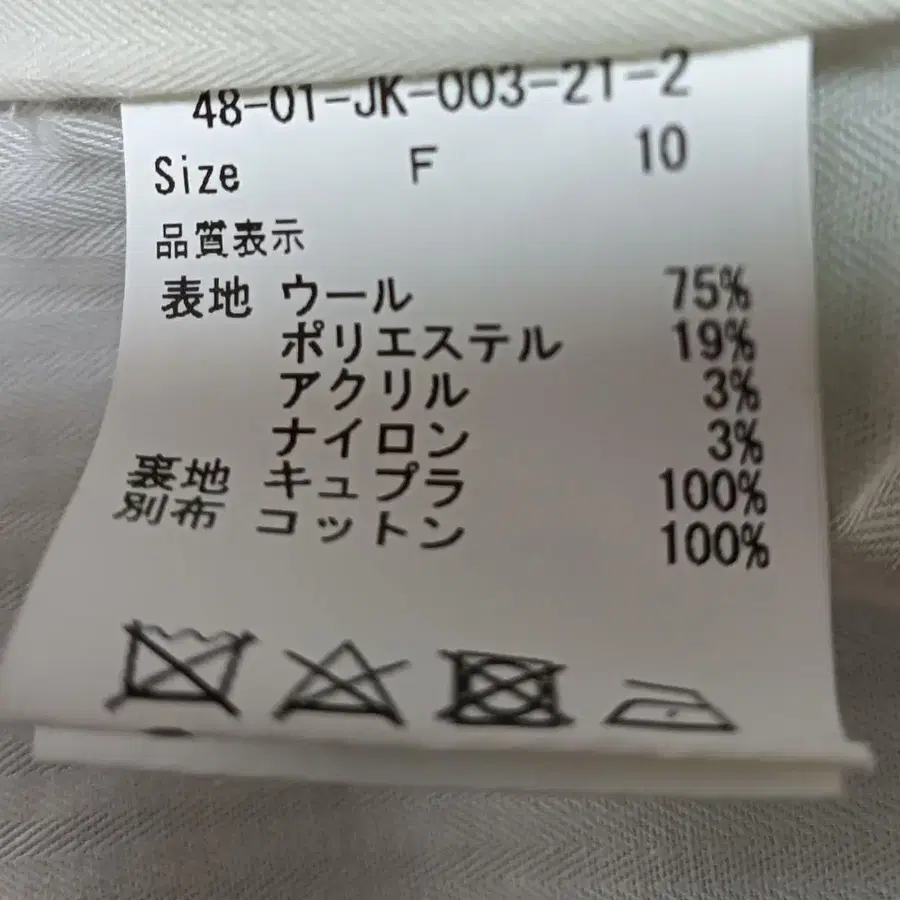 48-01-JK-003-21-2
Size F 10
品質表示
表地 ウール 75%
ポリエステル 19%
アクリル 3%
ナイロン 3%
裏地 キュプラ 100%
別布 コットン 100%